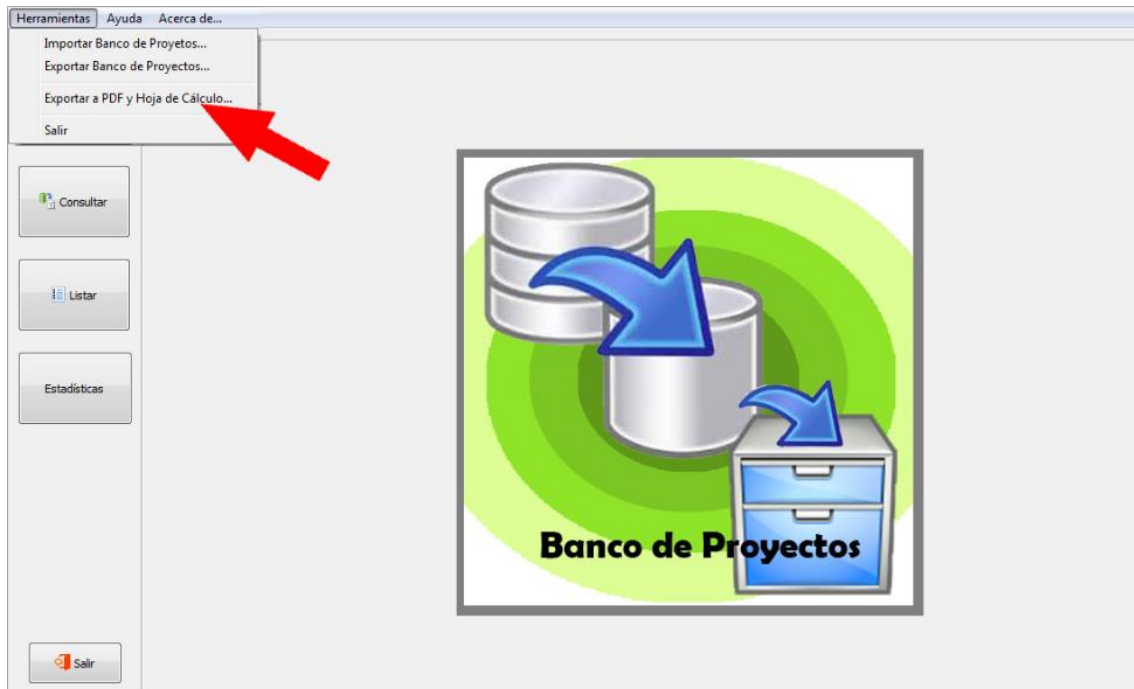 Herramientas Ayuda Acerca de...
Importar Banco de Proyetos...
Exportar Banco de Proyectos...
Exportar a PDF y Hoja de Cálculo...
Salir
Consultar
Listar
Estadísticas
Banco de Proyectos
Salir